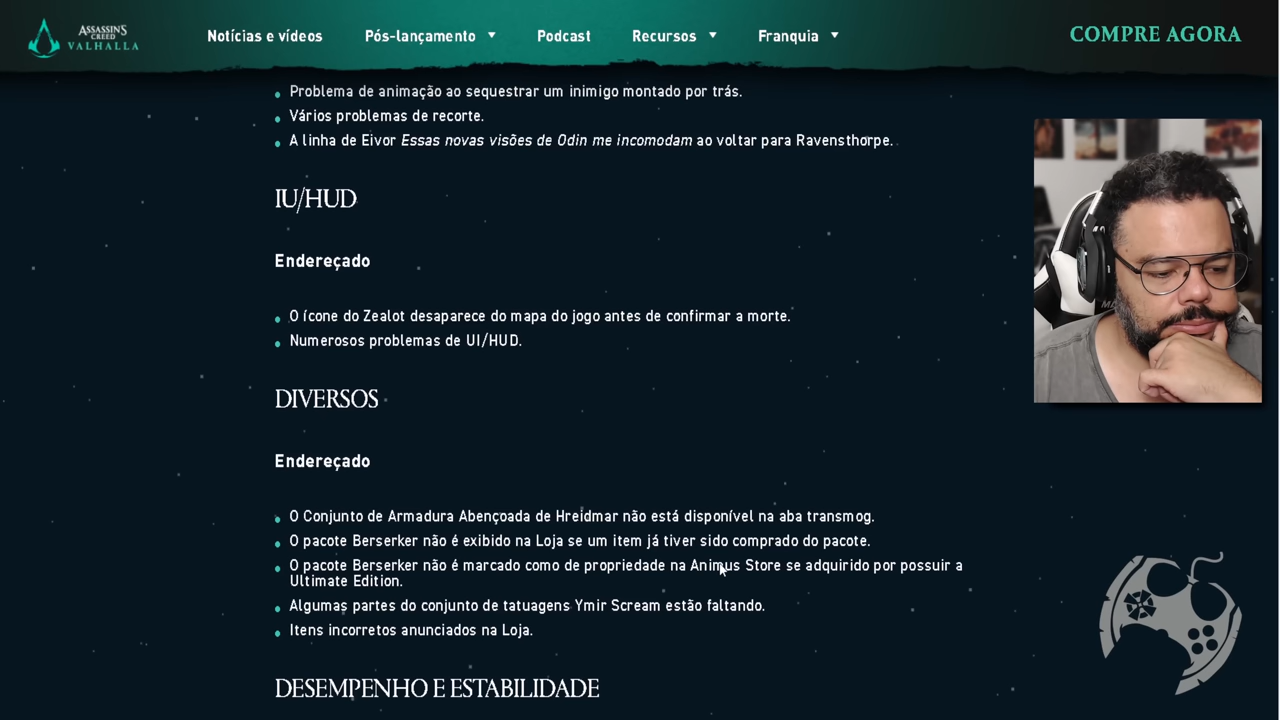 ASSASSIN'S
CREED
VALHALLA
Notícias e vídeos
Pós-lançamento
Podcast
Recursos
Franquia
COMPRE AGORA
Problema de animação ao sequestrar um inimigo montado por trás.
Vários problemas de recorte.
A linha de Eivor Essas novas visões de Odin me incomodam ao voltar para Ravensthorpe.
IU/HUD
Endereçado
O ícone do Zealot desaparece do mapa do jogo antes de confirmar a morte.
Numerosos problemas de UI/HUD.
DIVERSOS
Endereçado
O Conjunto de Armadura Abençoada de Hreidmar não está disponível na aba transmog.
O pacote Berserker não é exibido na Loja se um item já tiver sido comprado do pacote.
O pacote Berserker não é marcado como de propriedade na Animus Store se adquirido por possuir a
Ultimate Edition.
Algumas partes do conjunto de tatuagens Ymir Scream estão faltando.
Itens incorretos anunciados na Loja.
DESEMPENHO E ESTABILIDADE